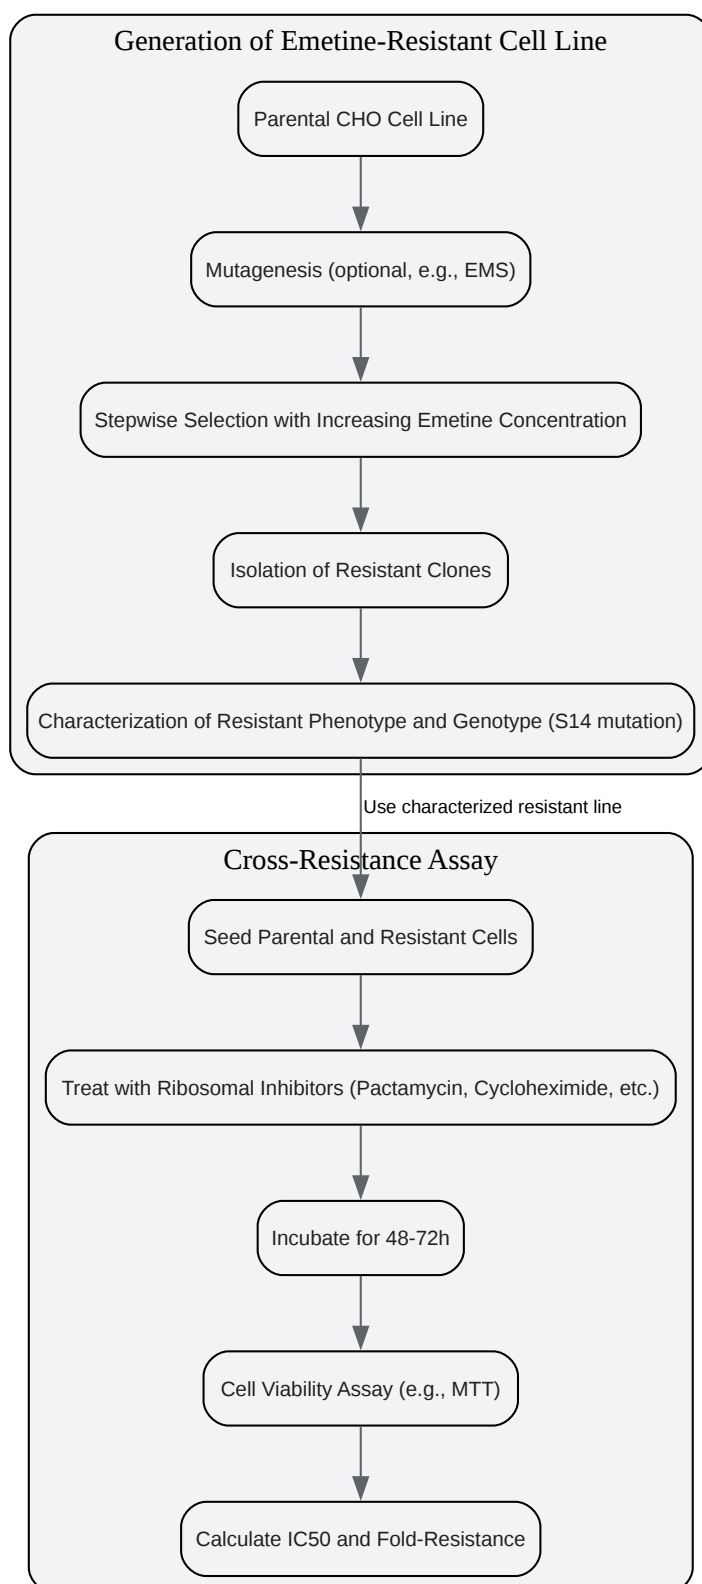 Generation of Emetine-Resistant Cell Line
Parental CHO Cell Line
Mutagenesis (optional, e.g., EMS)
Stepwise Selection with Increasing Emetine Concentration
Isolation of Resistant Clones
Characterization of Resistant Phenotype and Genotype (S14 mutation)
Use characterized resistant line
Cross-Resistance Assay
Seed Parental and Resistant Cells
Treat with Ribosomal Inhibitors (Pactamycin, Cycloheximide, etc.)
Incubate for 48-72h
Cell Viability Assay (e.g., MTT)
Calculate IC50 and Fold-Resistance